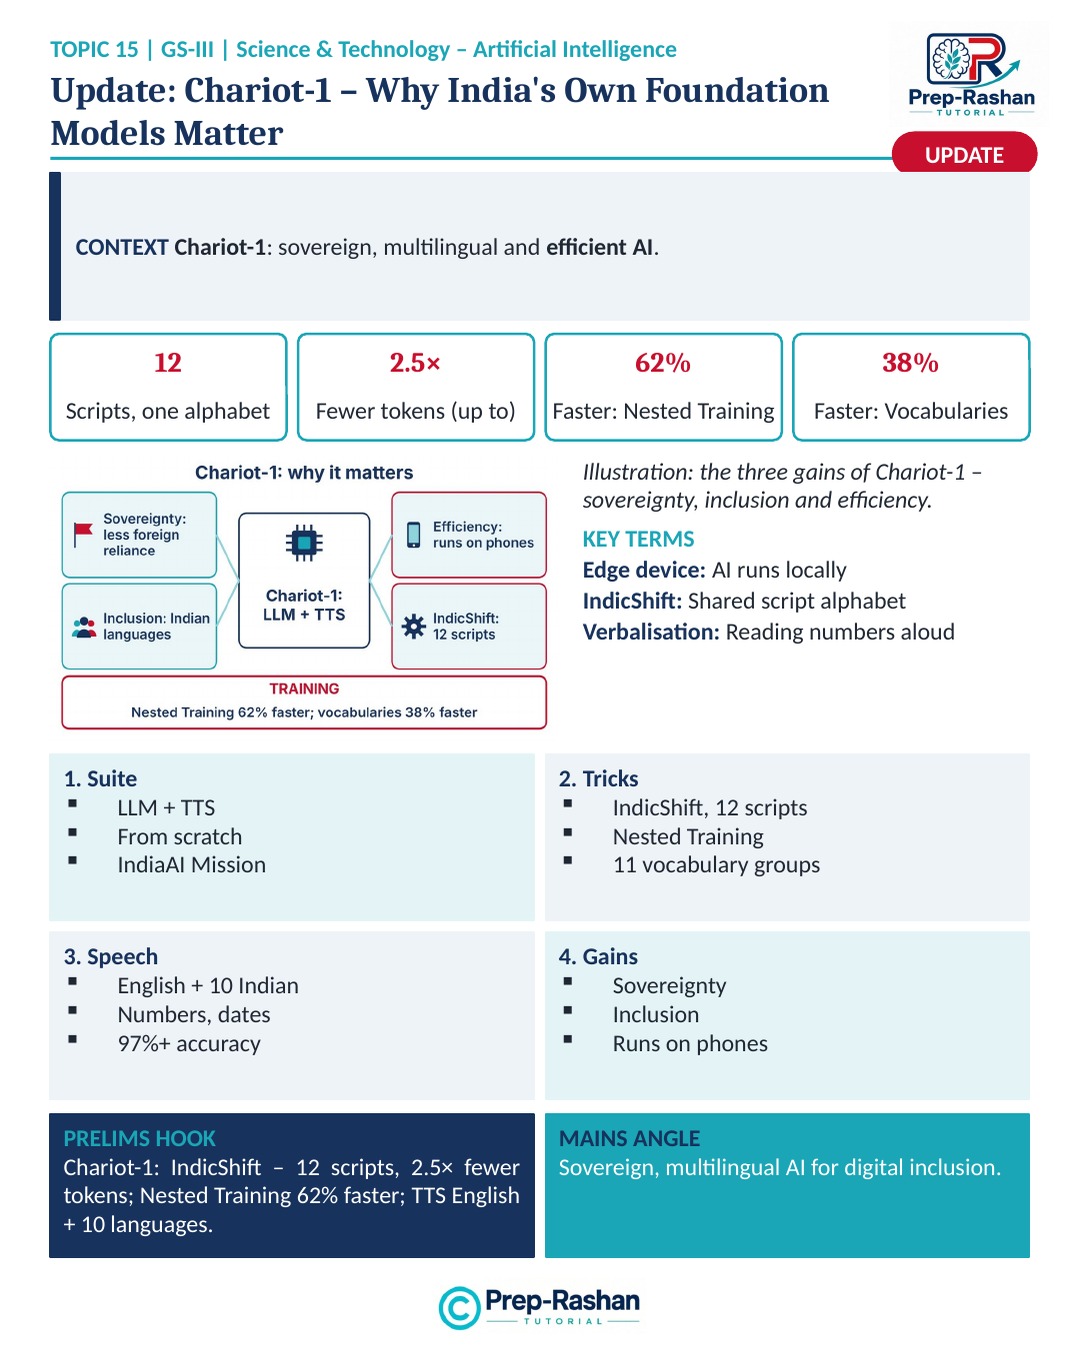 TOPIC 15 | GS-III | Science & Technology – Artificial Intelligence
Update: Chariot-1 – Why India's Own Foundation
Models Matter
Prep-Rashan
TUTORIAL
UPDATE
CONTEXT Chariot-1: sovereign, multilingual and efficient AI.
12
Scripts, one alphabet
2.5×
Fewer tokens (up to)
62%
Faster: Nested Training
38%
Faster: Vocabularies
Chariot-1: why it matters
Sovereignty:
less foreign
reliance
Inclusion: Indian
languages
Chariot-1:
LLM + TTS
Efficiency:
runs on phones
IndicShift:
12 scripts
TRAINING
Nested Training 62% faster; vocabularies 38% faster
Illustration: the three gains of Chariot-1 –
sovereignty, inclusion and efficiency.
KEY TERMS
Edge device: AI runs locally
IndicShift: Shared script alphabet
Verbalisation: Reading numbers aloud
1. Suite
▪ LLM + TTS
▪ From scratch
▪ IndiaAI Mission
2. Tricks
▪ IndicShift, 12 scripts
▪ Nested Training
▪ 11 vocabulary groups
3. Speech
▪ English + 10 Indian
▪ Numbers, dates
▪ 97%+ accuracy
4. Gains
▪ Sovereignty
▪ Inclusion
▪ Runs on phones
PRELIMS HOOK
Chariot-1: IndicShift – 12 scripts, 2.5× fewer
tokens; Nested Training 62% faster; TTS English
+ 10 languages.
MAINS ANGLE
Sovereign, multilingual AI for digital inclusion.
© Prep-Rashan
TUTORIAL